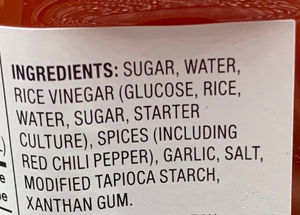 INGREDIENTS: SUGAR, WATER,
RICE VINEGAR (GLUCOSE, RICE,
WATER, SUGAR, STARTER
CULTURE), SPICES (INCLUDING
RED CHILI PEPPER), GARLIC, SALT,
MODIFIED TAPIOCA STARCH,
XANTHAN GUM.